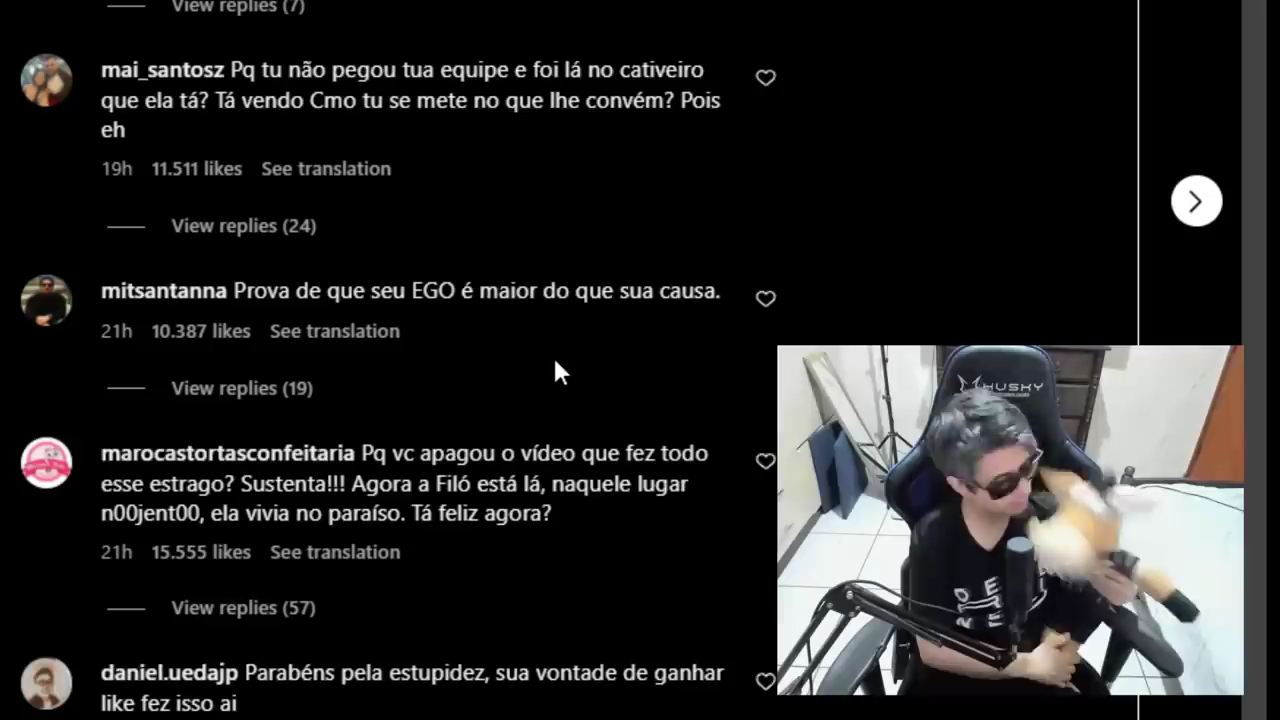 View replies (7)
mai_santosz Pq tu não pegou tua equipe e foi lá no cativeiro
que ela tá? Tá vendo Cmo tu se mete no que lhe convém? Pois
eh
19h 11.511 likes See translation
View replies (24)
mitsantanna Prova de que seu EGO é maior do que sua causa.
21h 10.387 likes See translation
View replies (19)
marocastortasconfeitaria Pq vc apagou o vídeo que fez todo
esse estrago? Sustenta!!! Agora a Filó está lá, naquele lugar
n00jent00, ela vivia no paraíso. Tá feliz agora?
21h 15.555 likes See translation
View replies (57)
daniel.uedajp Parabéns pela estupidez, sua vontade de ganhar
like fez isso ai
HUSKY